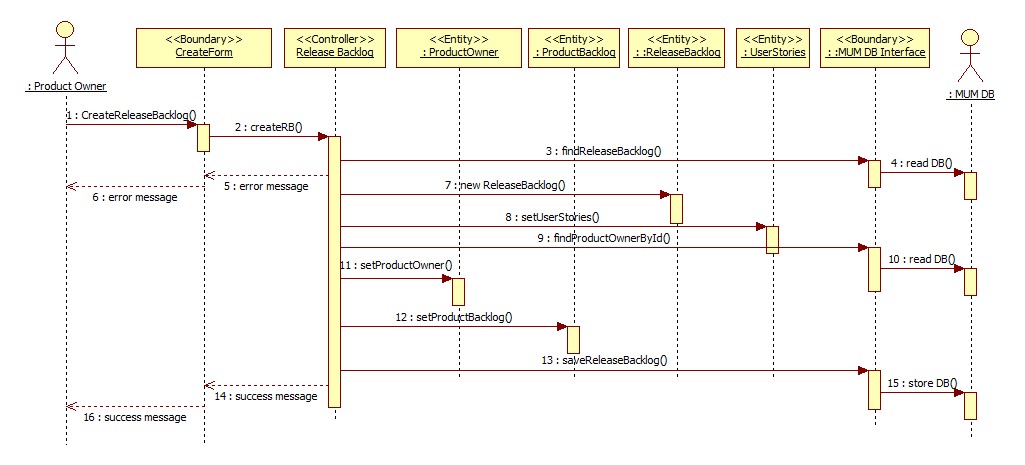 <<Boundary>>
CreateForm
<<Controller>>
Release Backlog
<<Entity>>
: ProductOwner
<<Entity>>
: ProductBacklog
<<Entity>>
: :ReleaseBacklog
<<Entity>>
: UserStories
<<Boundary>>
: :MUM DB Interface
: Product Owner
: MUM DB
1 : CreateReleaseBacklog()
2 : createRB()
3 : findReleaseBacklog()
4 : read DB()
5 : error message
6 : error message
7 : new ReleaseBacklog()
8 : setUserStories()
9 : findProductOwnerById()
10 : read DB()
11 : setProductOwner()
12 : setProductBacklog()
13 : saveReleaseBacklog()
14 : success message
15 : store DB()
16 : success message